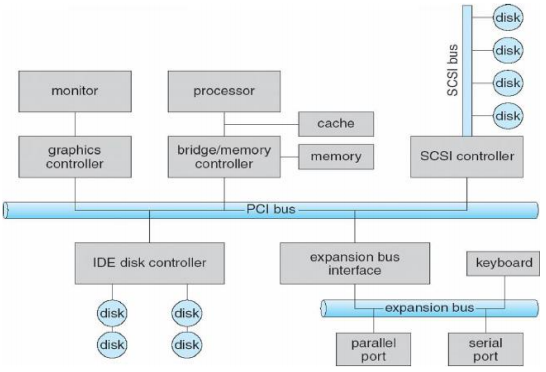 disk
disk
disk
disk
SCSI bus
monitor
processor
cache
graphics
controller
bridge/memory
controller
memory
SCSI controller
PCI bus
IDE disk controller
expansion bus
interface
keyboard
disk
disk
disk
disk
expansion bus
parallel
port
serial
port